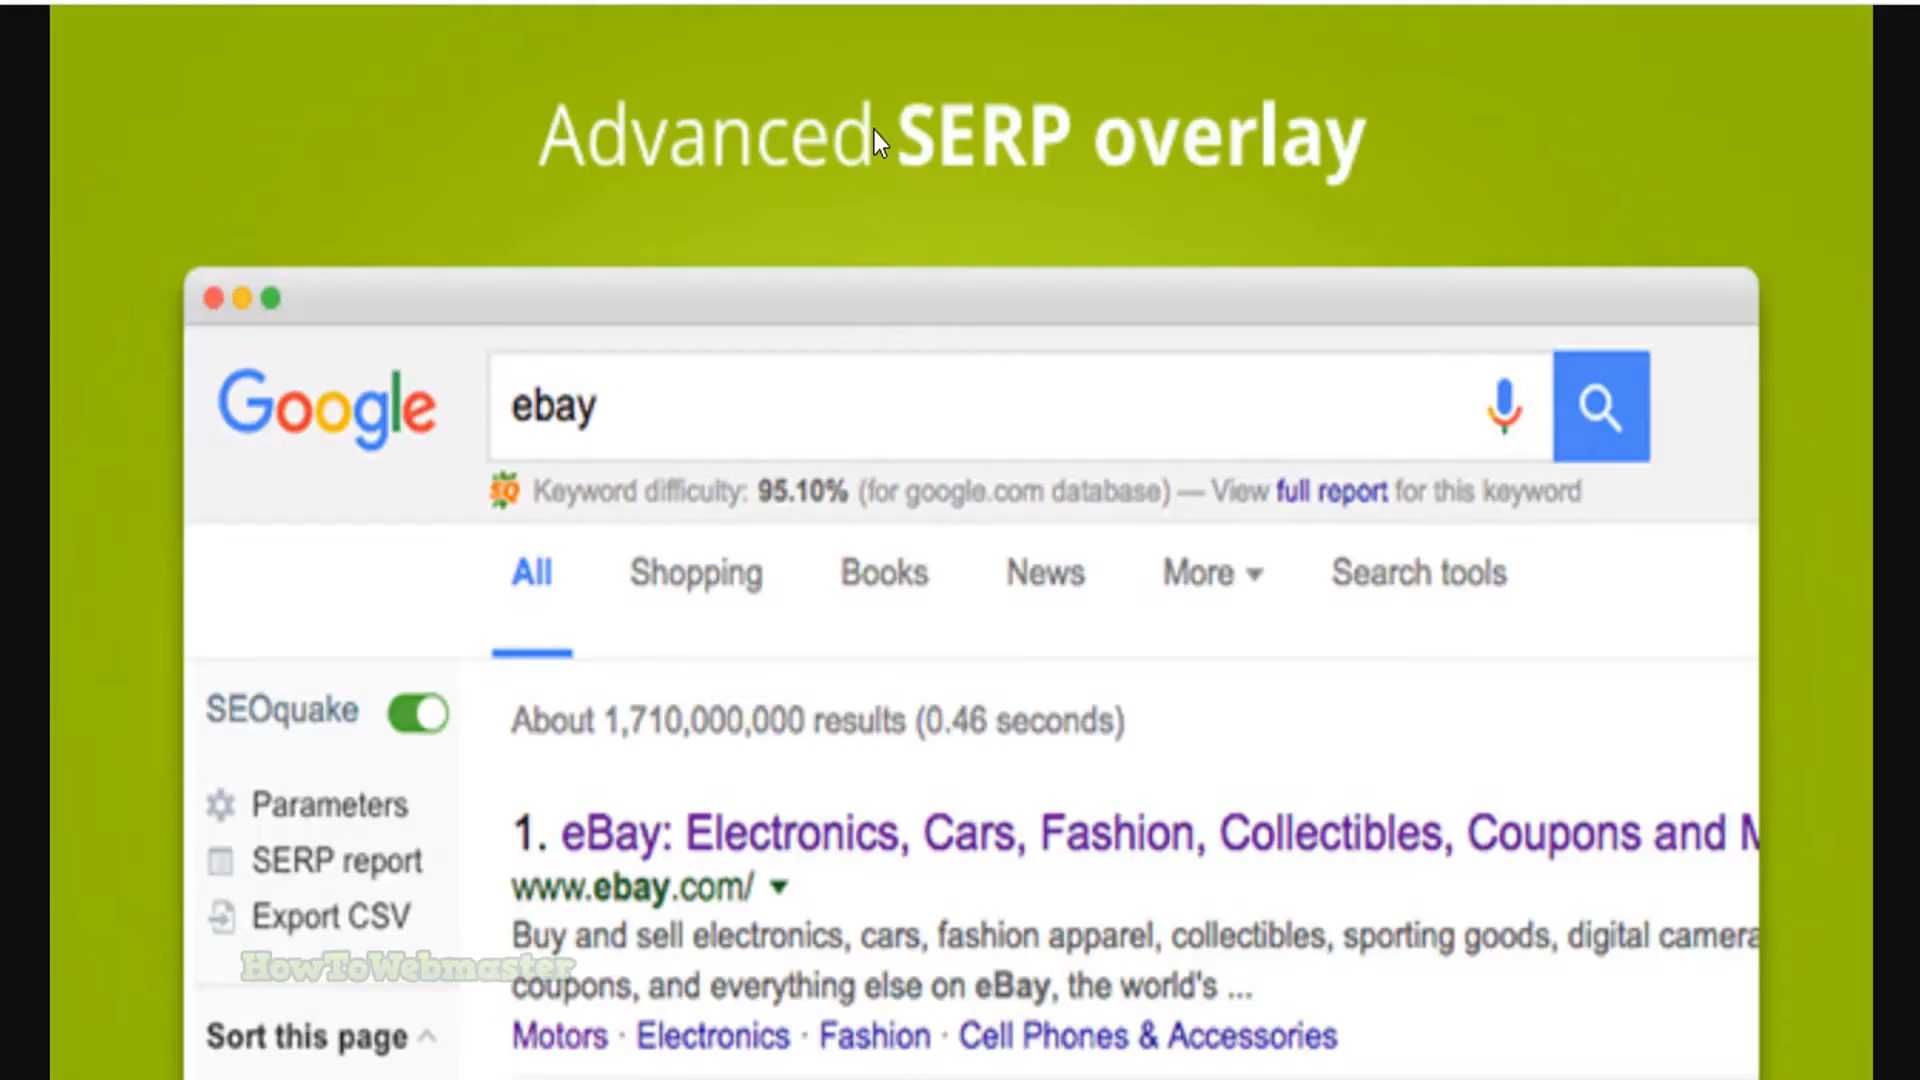 Advanced SERP overlay
Google
ebay
SQ Keyword difficulty: 95.10% (for google.com database) — View full report for this keyword
All Shopping Books News More Search tools
SEOquake
About 1,710,000,000 results (0.46 seconds)
Parameters
SERP report
Export CSV
HowToWebmaster
Sort this page
1. eBay: Electronics, Cars, Fashion, Collectibles, Coupons and M
www.ebay.com/
Buy and sell electronics, cars, fashion apparel, collectibles, sporting goods, digital camera
coupons, and everything else on eBay, the world's ...
Motors · Electronics · Fashion · Cell Phones & Accessories